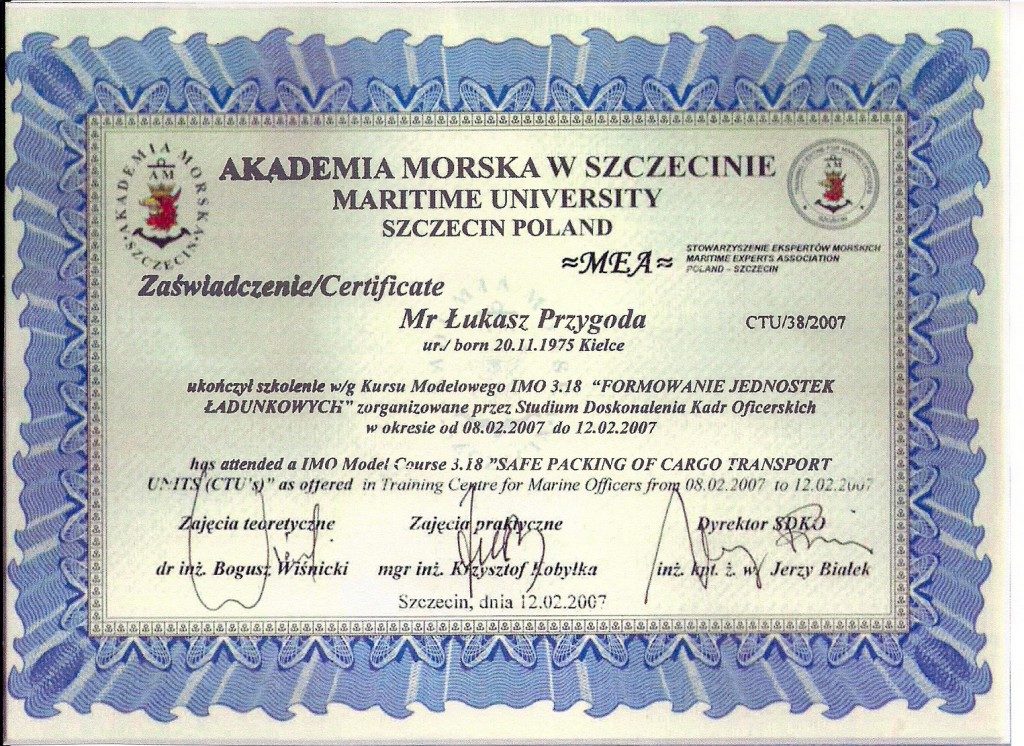 AKADEMIA MORSKA W SZCZECINIE
MARITIME UNIVERSITY
SZCZECIN POLAND
AKADEMIA MORSKA
SZCZECIN
AM
≈MEA≈
STOWARZYSZENIE EKSPERTÓW MORSKICH
MARITIME EXPERTS ASSOCIATION
POLAND - SZCZECIN
Zaświadczenie/Certificate
Mr Łukasz Przygoda
CTU/38/2007
ur./ born 20.11.1975 Kielce
ukończył szkolenie w/g Kursu Modelowego IMO 3.18 “FORMOWANIE JEDNOSTEK
ŁADUNKOWYCH” zorganizowane przez Studium Doskonalenia Kadr Oficerskich
w okresie od 08.02.2007 do 12.02.2007
has attended a IMO Model Course 3.18 ”SAFE PACKING OF CARGO TRANSPORT
UNITS (CTU's)” as offered in Training Centre for Marine Officers from 08.02.2007 to 12.02.2007
Zajęcia teoretyczne Zajęcia praktyczne Dyrektor SDKO
dr inż. Bogusz Wiśnicki mgr inż. Krzysztof Kobyłka inż. kpt. ż. w. Jerzy Białek
Szczecin, dnia 12.02.2007